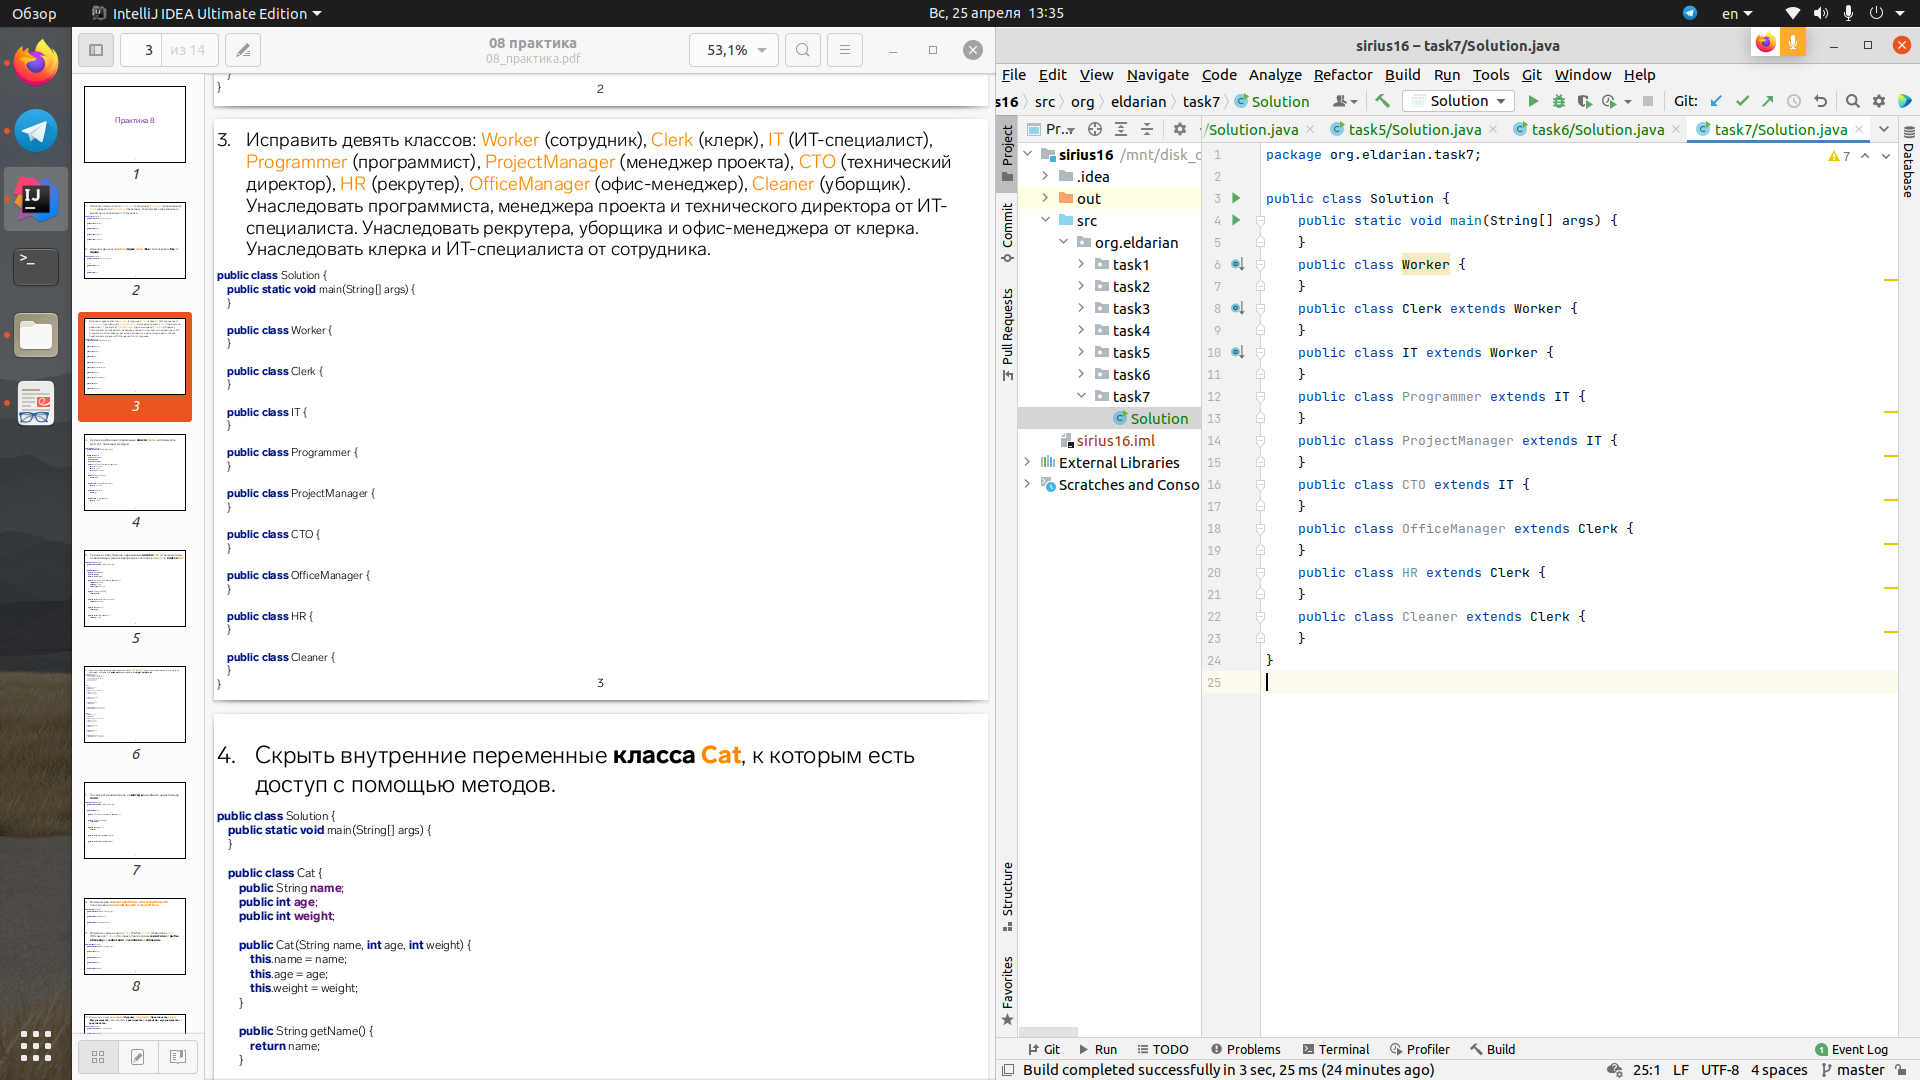 Обзор
IntelliJ IDEA Ultimate Edition
Вс, 25 апреля 13:35
en
3
из 14
08 практика
08_практика.pdf
53,1%
Практика 8
1
2
3
4
5
6
7
8
}
2
3. Исправить девять классов: Worker (сотрудник), Clerk (клерк), IT (ИТ-специалист),
Programmer (программист), ProjectManager (менеджер проекта), CTO (технический
директор), HR (рекрутер), OfficeManager (офис-менеджер), Cleaner (уборщик).
Унаследовать программиста, менеджера проекта и технического директора от ИТ-
специалиста. Унаследовать рекрутера, уборщика и офис-менеджера от клерка.
Унаследовать клерка и ИТ-специалиста от сотрудника.
public class Solution {
public static void main(String[] args) {
}
public class Worker {
}
public class Clerk {
}
public class IT {
}
public class Programmer {
}
public class ProjectManager {
}
public class CTO {
}
public class OfficeManager {
}
public class HR {
}
public class Cleaner {
}
}
3
4. Скрыть внутренние переменные класса Cat, к которым есть
доступ с помощью методов.
public class Solution {
public static void main(String[] args) {
}
public class Cat {
public String name;
public int age;
public int weight;
public Cat(String name, int age, int weight) {
this.name = name;
this.age = age;
this.weight = weight;
}
public String getName() {
return name;
}
sirius16 – task7/Solution.java
File Edit View Navigate Code Analyze Refactor Build Run Tools Git Window Help
s16 src org eldarian task7 Solution
Solution
Git:
Pr...
/Solution.java
task5/Solution.java
task6/Solution.java
task7/Solution.java
Project
Commit
Pull Requests
Structure
Favorites
Database
sirius16 /mnt/disk_
.idea
out
src
org.eldarian
task1
task2
task3
task4
task5
task6
task7
Solution
sirius16.iml
External Libraries
Scratches and Conso
7
1 package org.eldarian.task7;
2
3 public class Solution {
4 public static void main(String[] args) {
5 }
6 public class Worker {
7 }
8 public class Clerk extends Worker {
9 }
10 public class IT extends Worker {
11 }
12 public class Programmer extends IT {
13 }
14 public class ProjectManager extends IT {
15 }
16 public class CTO extends IT {
17 }
18 public class OfficeManager extends Clerk {
19 }
20 public class HR extends Clerk {
21 }
22 public class Cleaner extends Clerk {
23 }
24 }
25
Git Run TODO Problems Terminal Profiler Build
1 Event Log
Build completed successfully in 3 sec, 25 ms (24 minutes ago)
25:1 LF UTF-8 4 spaces master